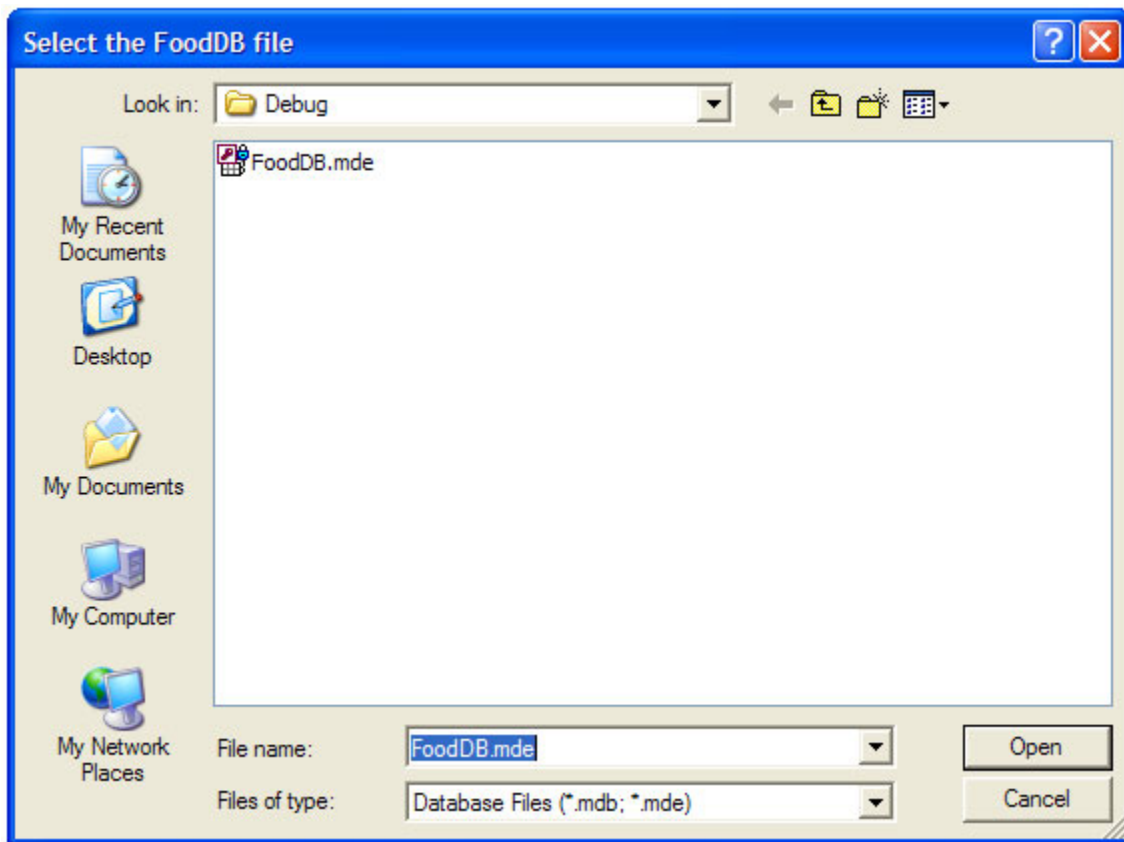 Select the FoodDB file
Look in:
Debug
FoodDB.mde
My Recent
Documents
Desktop
My Documents
My Computer
My Network
Places
File name:
FoodDB.mde
Open
Files of type:
Database Files (*.mdb; *.mde)
Cancel